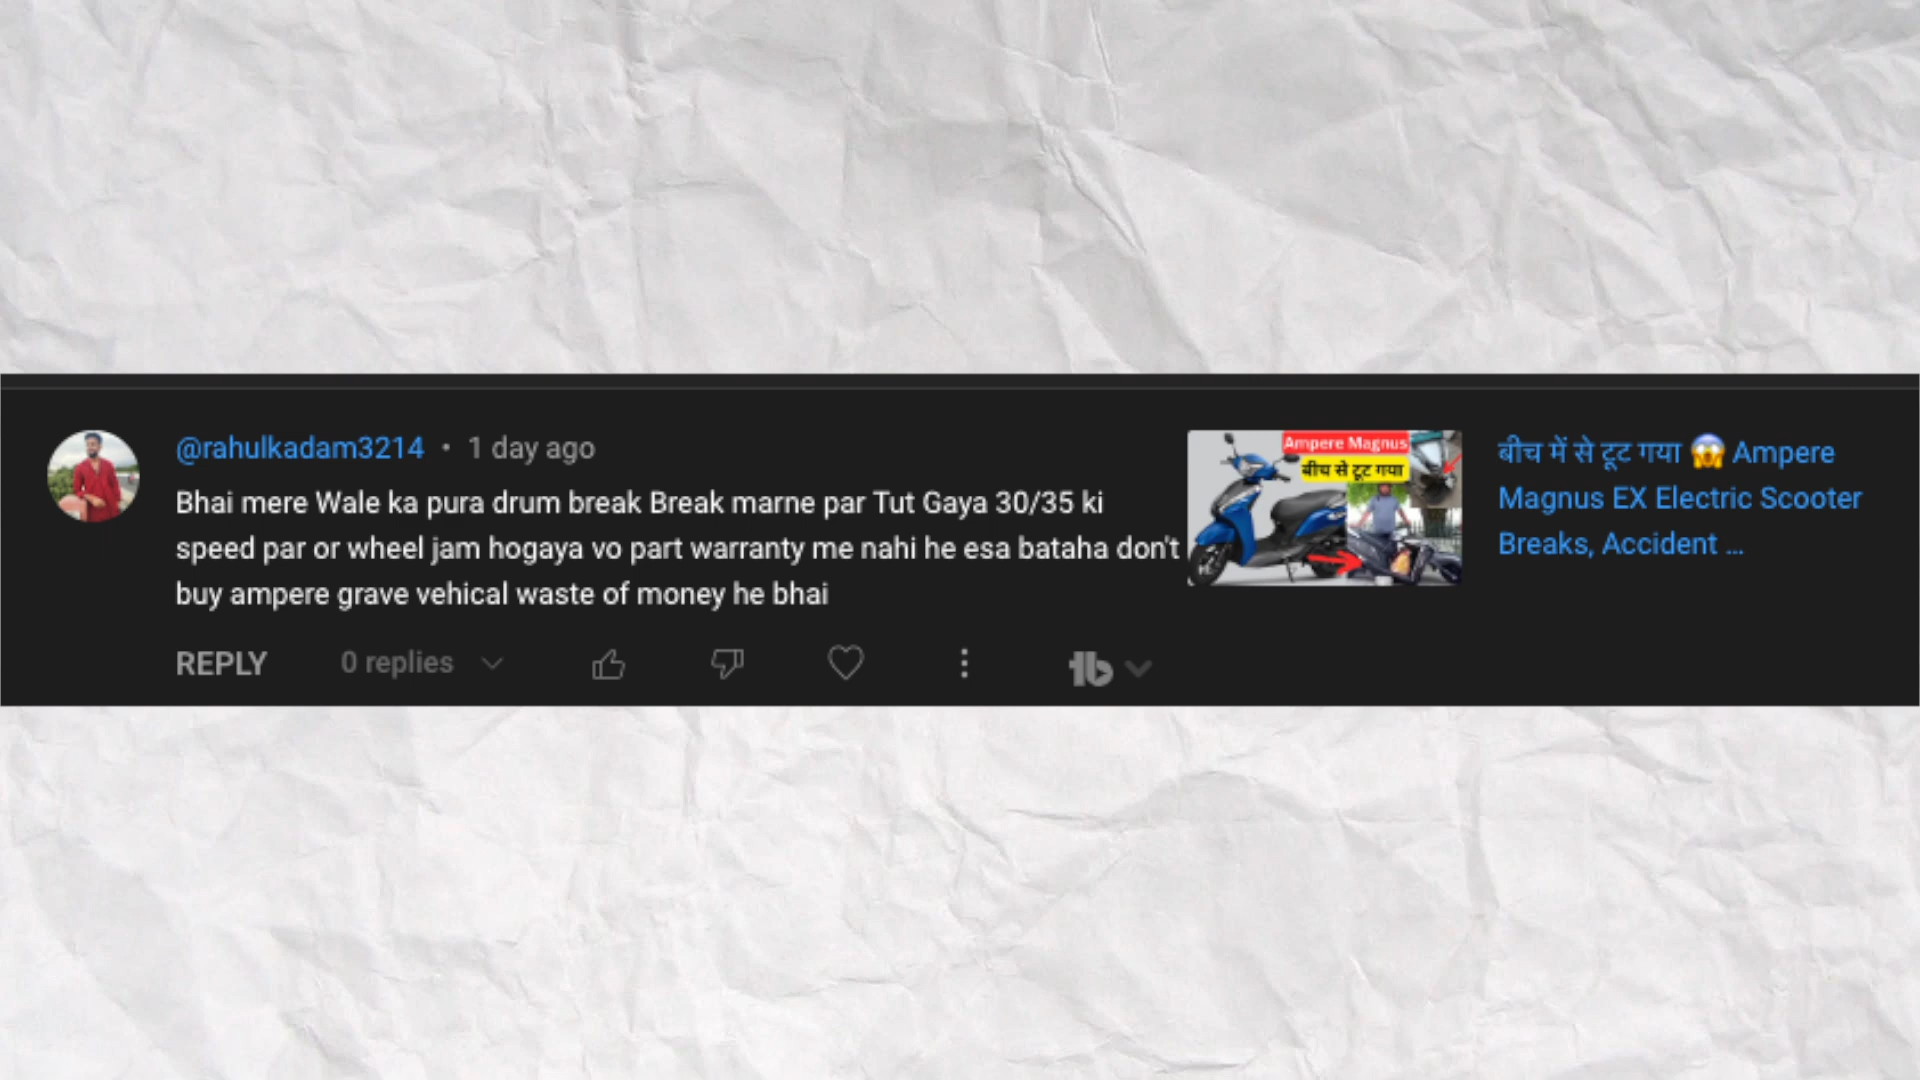 @rahulkadam3214 • 1 day ago
Bhai mere Wale ka pura drum break Break marne par Tut Gaya 30/35 ki
speed par or wheel jam hogaya vo part warranty me nahi he esa bataha don't
buy ampere grave vehical waste of money he bhai
REPLY 0 replies
Ampere Magnus
बीच से टूट गया
बीच में से टूट गया 😱 Ampere
Magnus EX Electric Scooter
Breaks, Accident ...